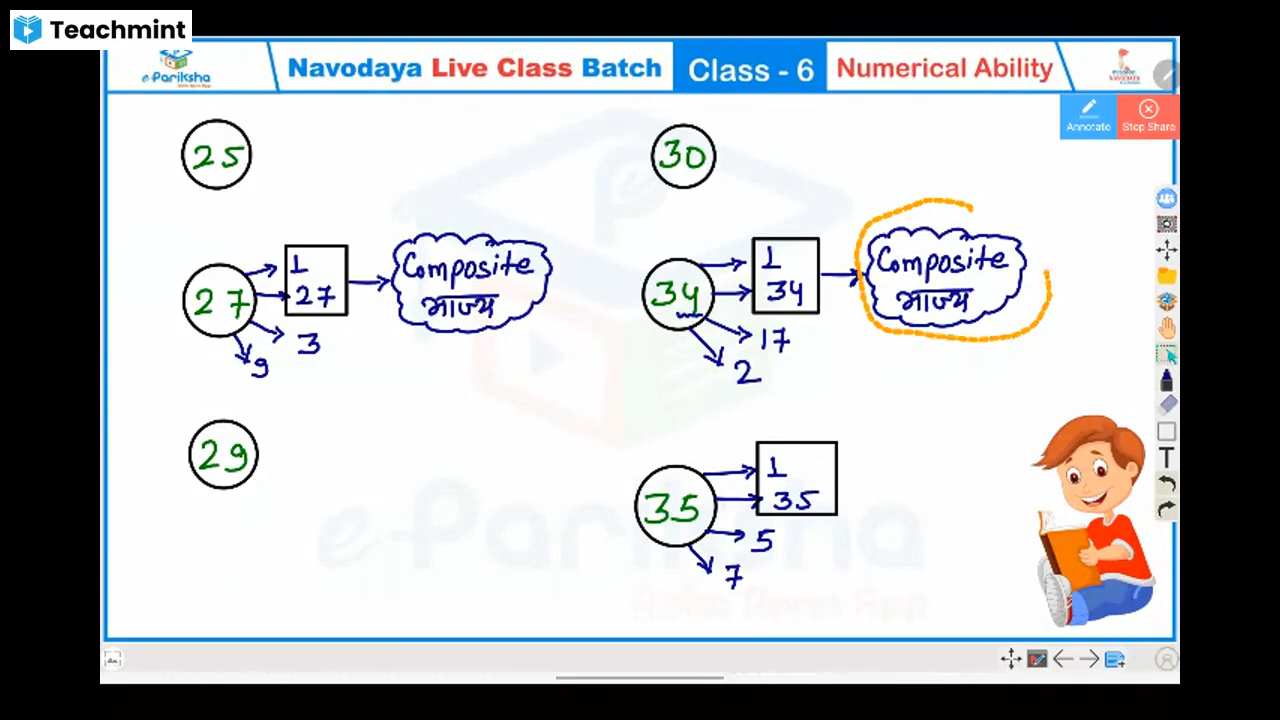 Teachmint
e-Pariksha
Navodaya Live Class Batch
Class - 6
Numerical Ability
Annotate
Stop Share
25
30
27
1
27
3
9
Composite
भाज्य
34
1
34
17
2
Composite
भाज्य
29
35
1
35
5
7
e Pariksha
T